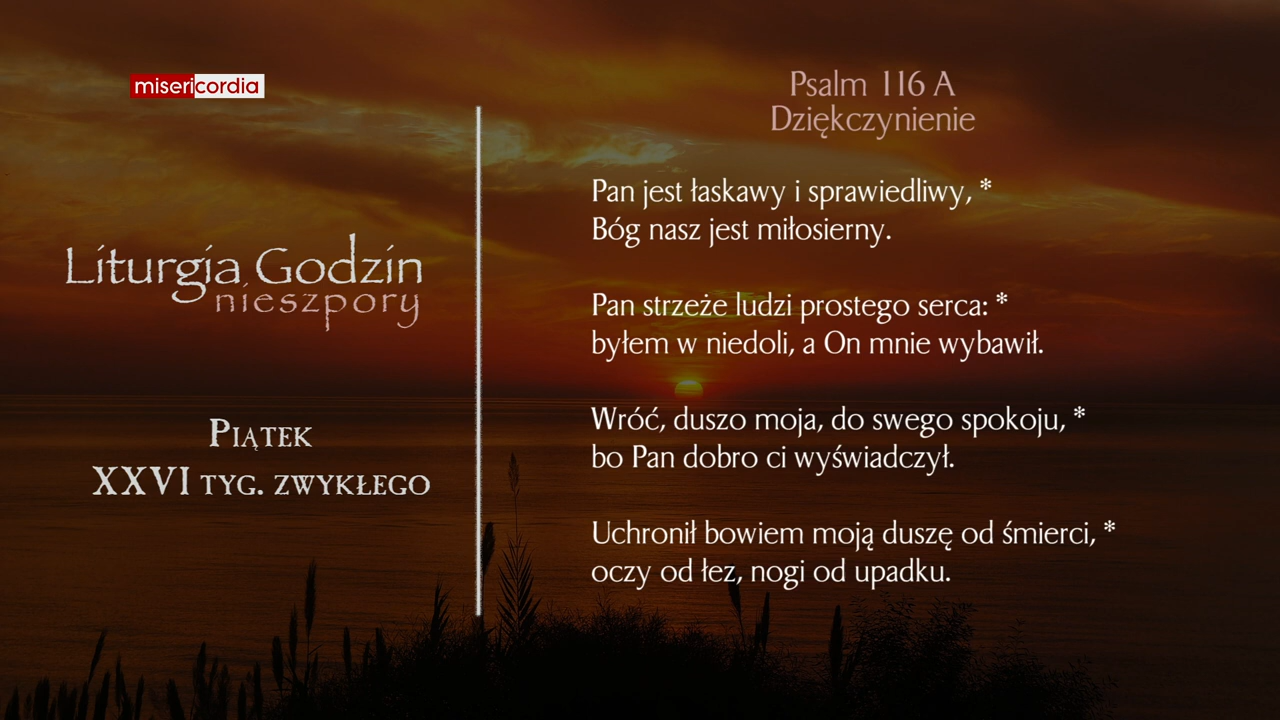 misericordia
Liturgia Godzin
nieszpory
Piątek
XXVI tyg. zwykłego
Psalm 116 A
Dziękczynienie
Pan jest łaskawy i sprawiedliwy, *
Bóg nasz jest miłosierny.
Pan strzeże ludzi prostego serca: *
byłem w niedoli, a On mnie wybawił.
Wróć, duszo moja, do swego spokoju, *
bo Pan dobro ci wyświadczył.
Uchronił bowiem moją duszę od śmierci, *
oczy od łez, nogi od upadku.